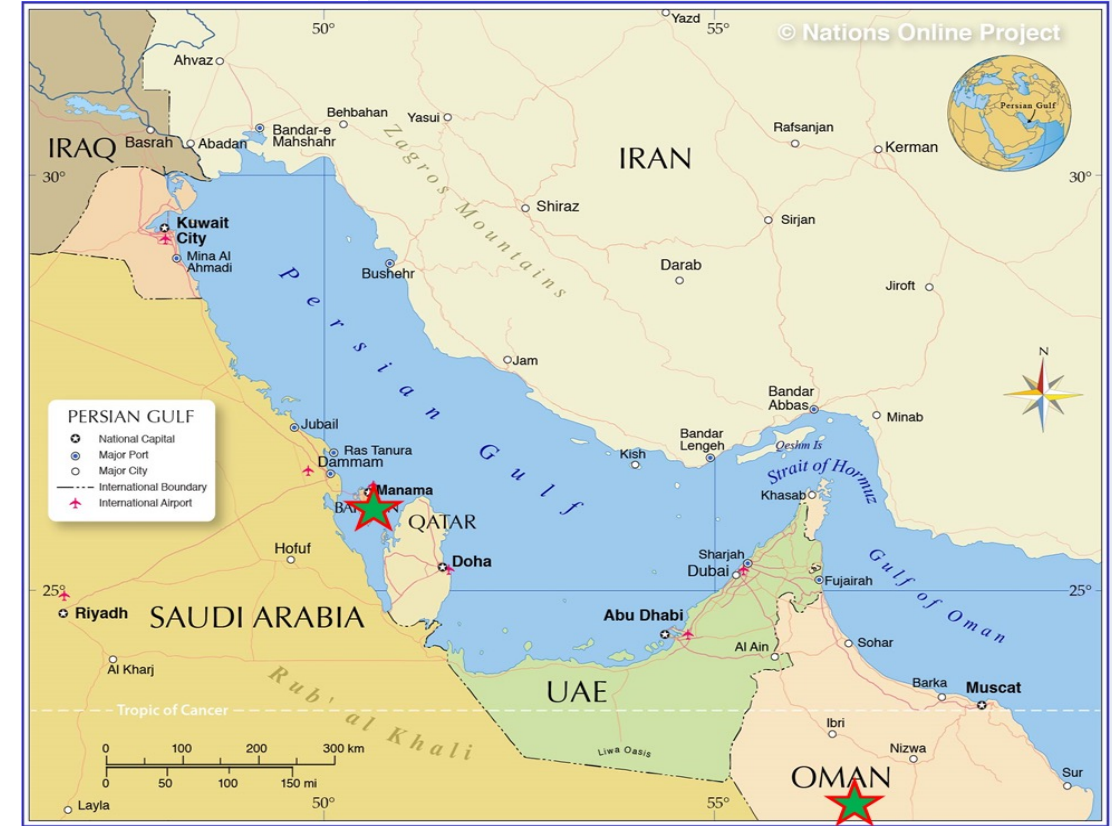 50°
55°
Yazd
© Nations Online Project
Ahvaz
Persian Gulf
Behbahan
Yasui
Bandar-e
Mahshahr
Basrah
Abadan
Rafsanjan
Kerman
IRAQ
Zagros Mountains
IRAN
30°
30°
Shiraz
Sirjan
Kuwait
City
Mina Al
Ahmadi
Bushehr
Darab
Jiroft
Persian Gulf
Jam
N
Bandar
Abbas
Minab
PERSIAN GULF
National Capital
Major Port
Major City
International Boundary
International Airport
Jubail
Ras Tanura
Dammam
Kish
Bandar
Lengeh
Qeshm Is
Strait of Hormuz
Khasab
Manama
QATAR
Doha
Hofuf
Sharjah
Dubai
Fujairah
Gulf of Oman
25°
25°
Riyadh
SAUDI ARABIA
Abu Dhabi
Al Ain
Sohar
Al Kharj
Rub' al Khali
UAE
Barka
Muscat
Tropic of Cancer
Ibri
Nizwa
Liwa Oasis
0 100 200 300 km
0 50 100 150 mi
OMAN
Sur
Layla
50°
55°